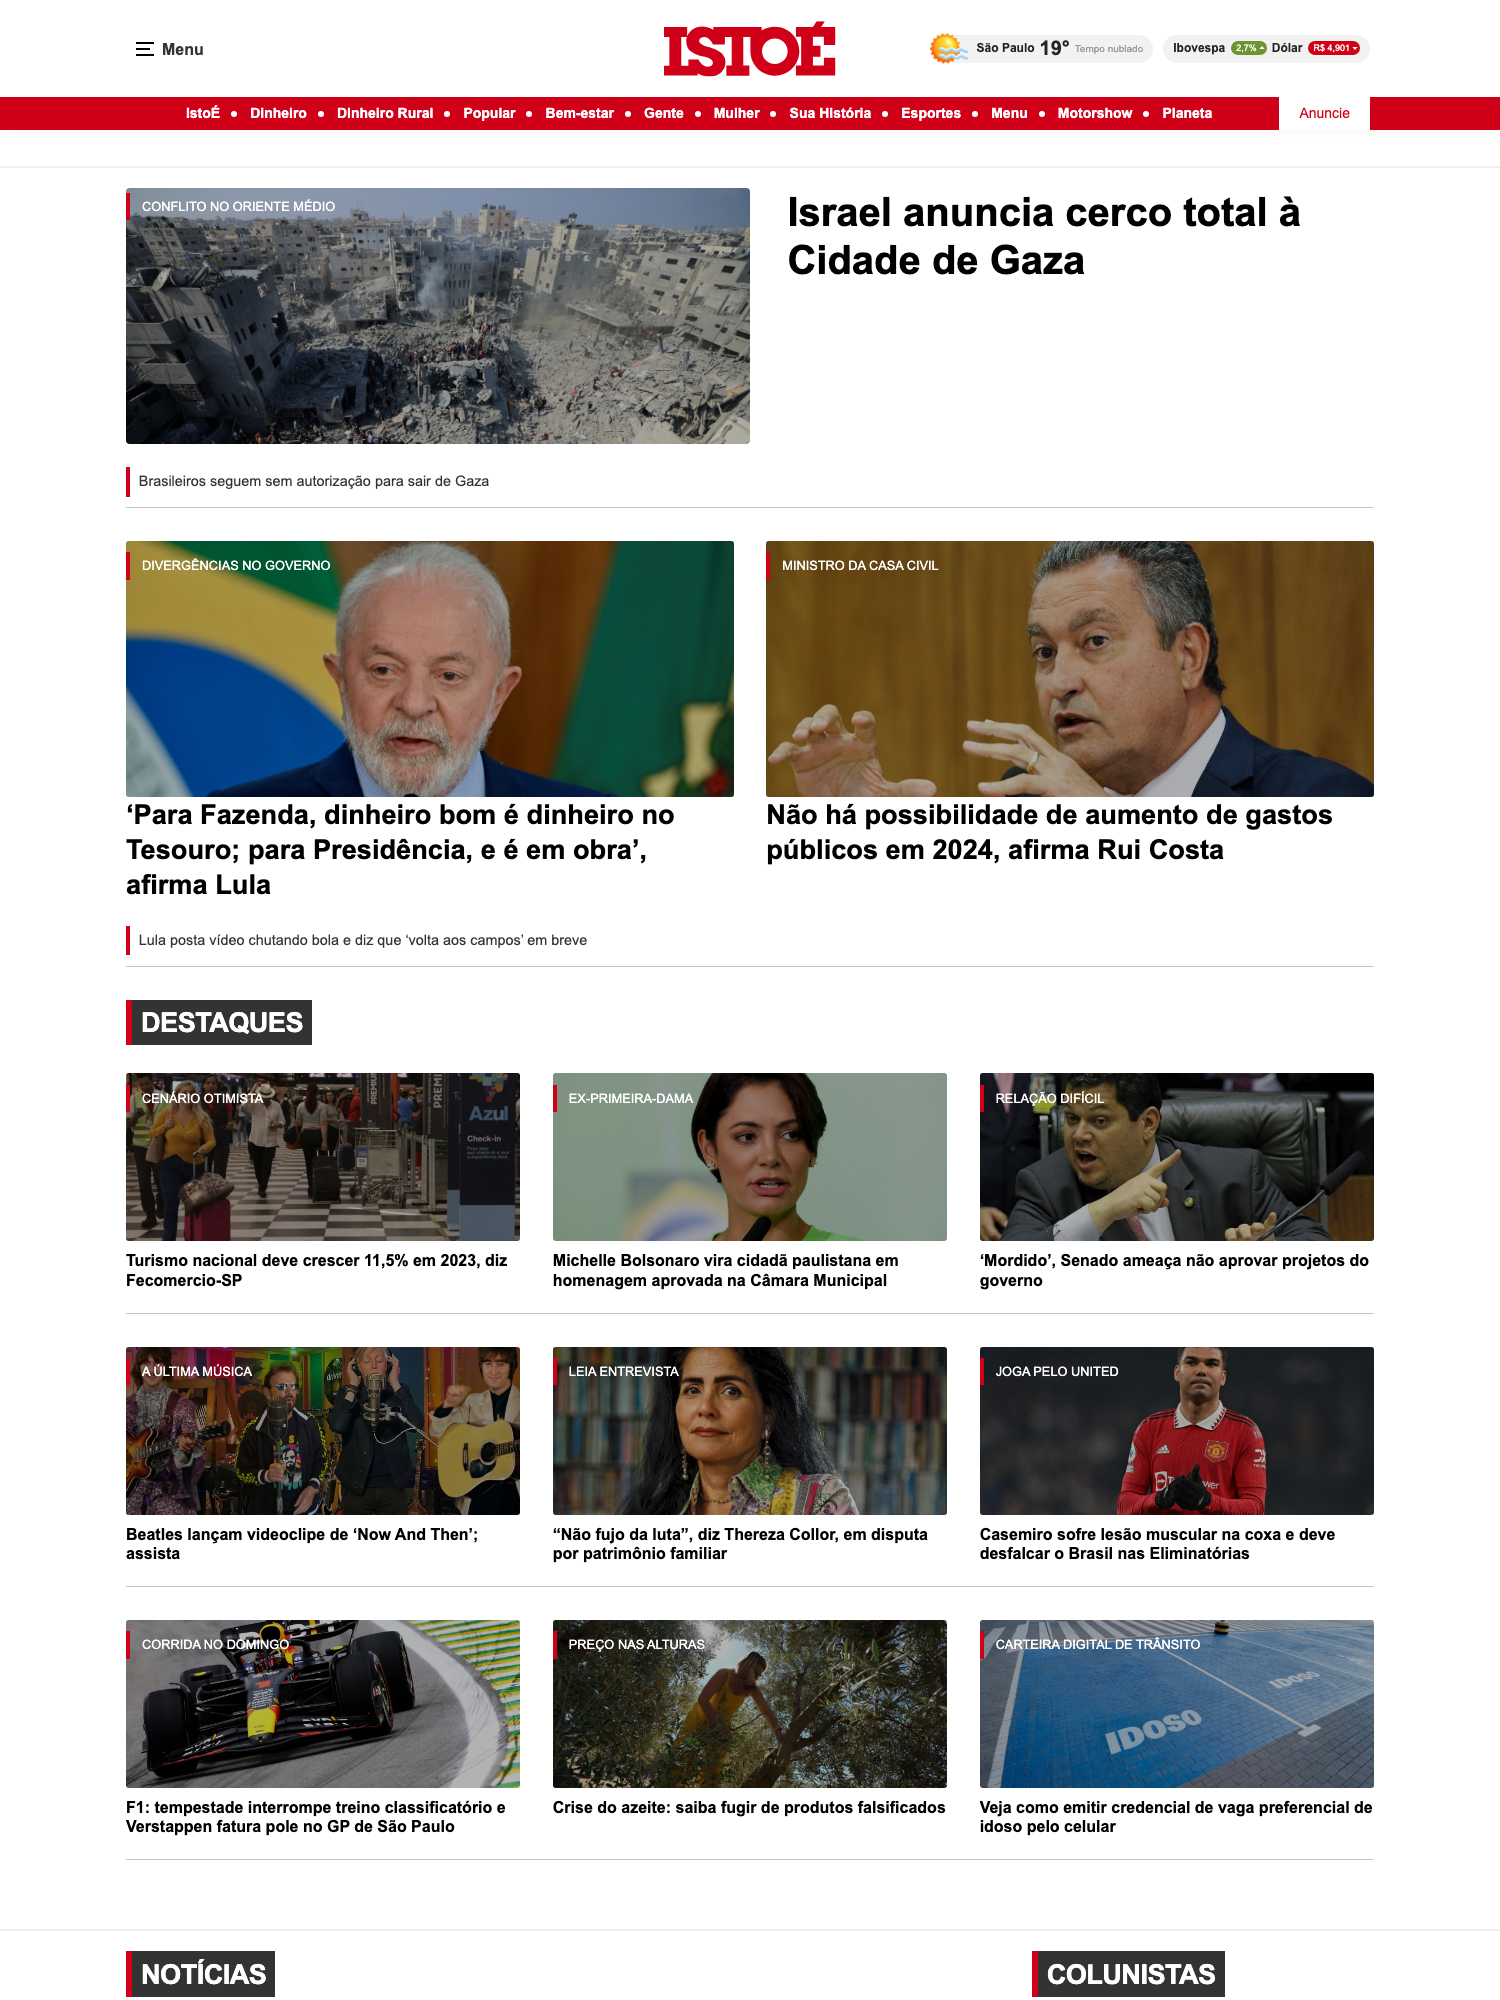 Menu
ISTOÉ
São Paulo 19° Tempo nublado
Ibovespa 2,7% Dólar R$ 4,901
IstoÉ • Dinheiro • Dinheiro Rural • Popular • Bem-estar • Gente • Mulher • Sua História • Esportes • Menu • Motorshow • Planeta
Anuncie
CONFLITO NO ORIENTE MÉDIO
Israel anuncia cerco total à
Cidade de Gaza
Brasileiros seguem sem autorização para sair de Gaza
DIVERGÊNCIAS NO GOVERNO
‘Para Fazenda, dinheiro bom é dinheiro no
Tesouro; para Presidência, e é em obra’,
afirma Lula
MINISTRO DA CASA CIVIL
Não há possibilidade de aumento de gastos
públicos em 2024, afirma Rui Costa
Lula posta vídeo chutando bola e diz que ‘volta aos campos’ em breve
DESTAQUES
CENÁRIO OTIMISTA
PREMIUM
PREMI
Azul
Check-in
Turismo nacional deve crescer 11,5% em 2023, diz
Fecomercio-SP
EX-PRIMEIRA-DAMA
Michelle Bolsonaro vira cidadã paulistana em
homenagem aprovada na Câmara Municipal
RELAÇÃO DIFÍCIL
‘Mordido’, Senado ameaça não aprovar projetos do
governo
A ÚLTIMA MÚSICA
Beatles lançam videoclipe de ‘Now And Then’;
assista
LEIA ENTREVISTA
“Não fujo da luta”, diz Thereza Collor, em disputa
por patrimônio familiar
JOGA PELO UNITED
Casemiro sofre lesão muscular na coxa e deve
desfalcar o Brasil nas Eliminatórias
CORRIDA NO DOMINGO
F1: tempestade interrompe treino classificatório e
Verstappen fatura pole no GP de São Paulo
PREÇO NAS ALTURAS
Crise do azeite: saiba fugir de produtos falsificados
CARTEIRA DIGITAL DE TRÂNSITO
IDOSO
IDOSO
Veja como emitir credencial de vaga preferencial de
idoso pelo celular
NOTÍCIAS
COLUNISTAS